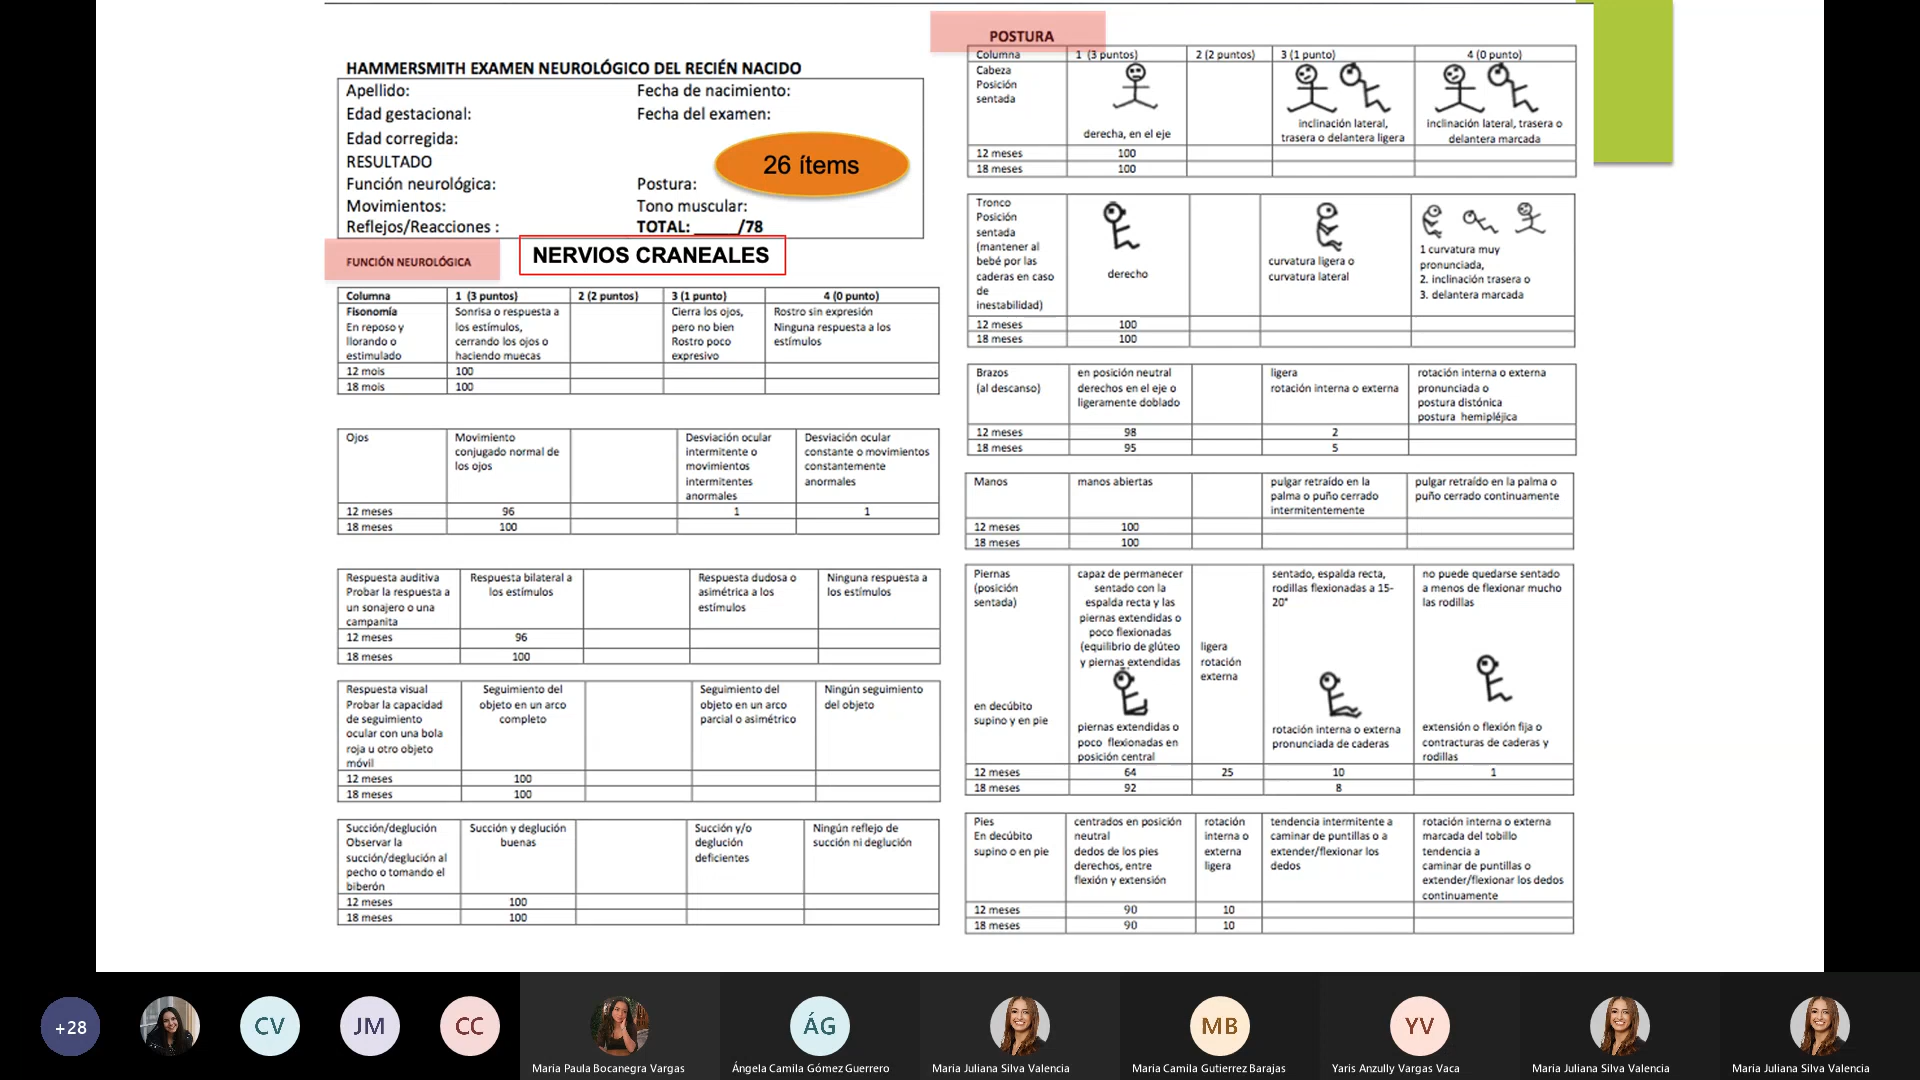 HAMMERSMITH EXAMEN NEUROLÓGICO DEL RECIÉN NACIDO
Apellido: Fecha de nacimiento:
Edad gestacional: Fecha del examen:
Edad corregida:
RESULTADO
26 ítems
Función neurológica: Postura:
Movimientos: Tono muscular:
Reflejos/Reacciones : TOTAL: _____/78
FUNCIÓN NEUROLÓGICA
NERVIOS CRANEALES
Columna 1 (3 puntos) 2 (2 puntos) 3 (1 punto) 4 (0 punto)
Fisonomía
En reposo y
llorando o
estimulado
Sonrisa o respuesta a
los estímulos,
cerrando los ojos o
haciendo muecas
Cierra los ojos,
pero no bien
Rostro poco
expresivo
Rostro sin expresión
Ninguna respuesta a los
estímulos
12 mois 100
18 mois 100
Ojos
Movimiento
conjugado normal de
los ojos
Desviación ocular
intermitente o
movimientos
intermitentes
anormales
Desviación ocular
constante o movimientos
constantemente
anormales
12 meses 96 1 1
18 meses 100
Respuesta auditiva
Probar la respuesta a
un sonajero o una
campanita
Respuesta bilateral a
los estímulos
Respuesta dudosa o
asimétrica a los
estímulos
Ninguna respuesta a
los estímulos
12 meses 96
18 meses 100
Respuesta visual
Probar la capacidad
de seguimiento
ocular con una bola
roja u otro objeto
móvil
Seguimiento del
objeto en un arco
completo
Seguimiento del
objeto en un arco
parcial o asimétrico
Ningún seguimiento
del objeto
12 meses 100
18 meses 100
Succión/deglución
Observar la
succión/deglución al
pecho o tomando el
biberón
Succión y deglución
buenas
Succión y/o
deglución
deficientes
Ningún reflejo de
succión ni deglución
12 meses 100
18 meses 100
POSTURA
Columna 1 (3 puntos) 2 (2 puntos) 3 (1 punto) 4 (0 punto)
Cabeza
Posición
sentada
derecha, en el eje
inclinación lateral,
trasera o delantera ligera
inclinación lateral, trasera o
delantera marcada
12 meses 100
18 meses 100
Tronco
Posición
sentada
(mantener al
bebé por las
caderas en caso
de
inestabilidad)
derecho
curvatura ligera o
curvatura lateral
1 curvatura muy
pronunciada,
2. inclinación trasera o
3. delantera marcada
12 meses 100
18 meses 100
Brazos
(al descanso)
en posición neutral
derechos en el eje o
ligeramente doblado
ligera
rotación interna o externa
rotación interna o externa
pronunciada o
postura distónica
postura hemipléjica
12 meses 98 2
18 meses 95 5
Manos
manos abiertas
pulgar retraído en la
palma o puño cerrado
intermitentemente
pulgar retraído en la palma o
puño cerrado continuamente
12 meses 100
18 meses 100
Piernas
(posición
sentada)
en decúbito
supino y en pie
capaz de permanecer
sentado con la
espalda recta y las
piernas extendidas o
poco flexionadas
(equilibrio de glúteo
y piernas extendidas
piernas extendidas o
poco flexionadas en
posición central
ligera
rotación
externa
sentado, espalda recta,
rodillas flexionadas a 15-
20°
rotación interna o externa
pronunciada de caderas
no puede quedarse sentado
a menos de flexionar mucho
las rodillas
extensión o flexión fija o
contracturas de caderas y
rodillas
12 meses 64 25 10 1
18 meses 92 8
Pies
En decúbito
supino o en pie
centrados en posición
neutral
dedos de los pies
derechos, entre
flexión y extensión
rotación
interna o
externa
ligera
tendencia intermitente a
caminar de puntillas o a
extender/flexionar los
dedos
rotación interna o externa
marcada del tobillo
tendencia a
caminar de puntillas o
extender/flexionar los dedos
continuamente
12 meses 90 10
18 meses 90 10
+28 CV JM CC ÁG MB YV
Maria Paula Bocanegra Vargas
Ángela Camila Gómez Guerrero
Maria Juliana Silva Valencia
Maria Camila Gutierrez Barajas
Yaris Anzully Vargas Vaca
Maria Juliana Silva Valencia
Maria Juliana Silva Valencia